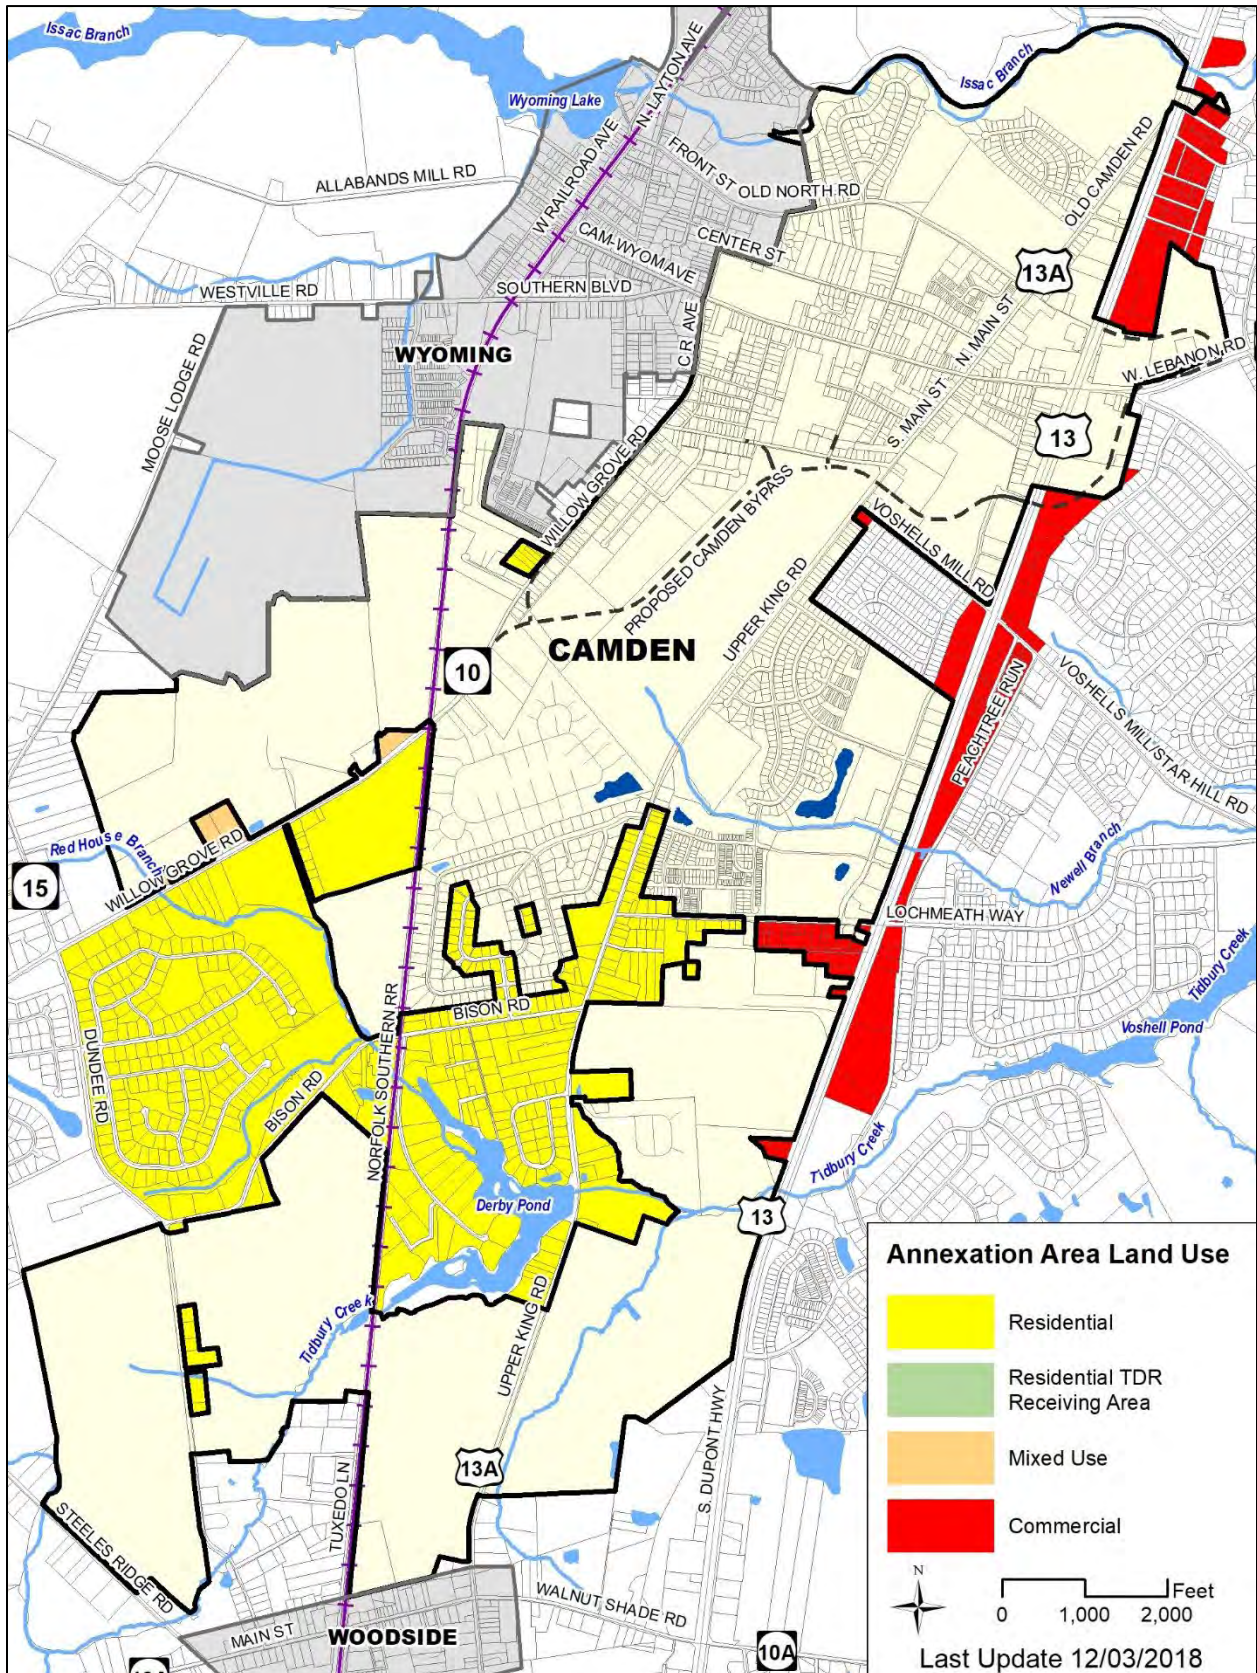 Issac Branch
Wyoming Lake
N. LAYTON AVE
Issac Branch
W RAILROAD AVE
ALLABANDS MILL RD
FRONT ST
OLD NORTH RD
OLD CAMDEN RD
CAM-WYOM AVE
CENTER ST
13A
WESTVILLE RD
SOUTHERN BLVD
N. MAIN ST
WYOMING
C.R. AVE
W. LEBANON RD
MOOSE LODGE RD
S. MAIN ST
13
WILLOW GROVE RD
PROPOSED CAMDEN BYPASS
VOSHELLS MILL RD
UPPER KING RD
CAMDEN
10
VOSHELLS MILL/STAR HILL RD
PEACHTREE RUN
Red House Branch
WILLOW GROVE RD
15
Newell Branch
LOCHMEATH WAY
Tidbury Creek
BISON RD
NORFOLK SOUTHERN RR
Voshell Pond
DUNDEE RD
BISON RD
Tidbury Creek
Derby Pond
13
Tidbury Creek
UPPER KING RD
S. DUPONT HWY
13A
TUXEDO LN
STEELES RIDGE RD
WALNUT SHADE RD
MAIN ST
WOODSIDE
10A
Annexation Area Land Use
Residential
Residential TDR
Receiving Area
Mixed Use
Commercial
N
Feet
0 1,000 2,000
Last Update 12/03/2018